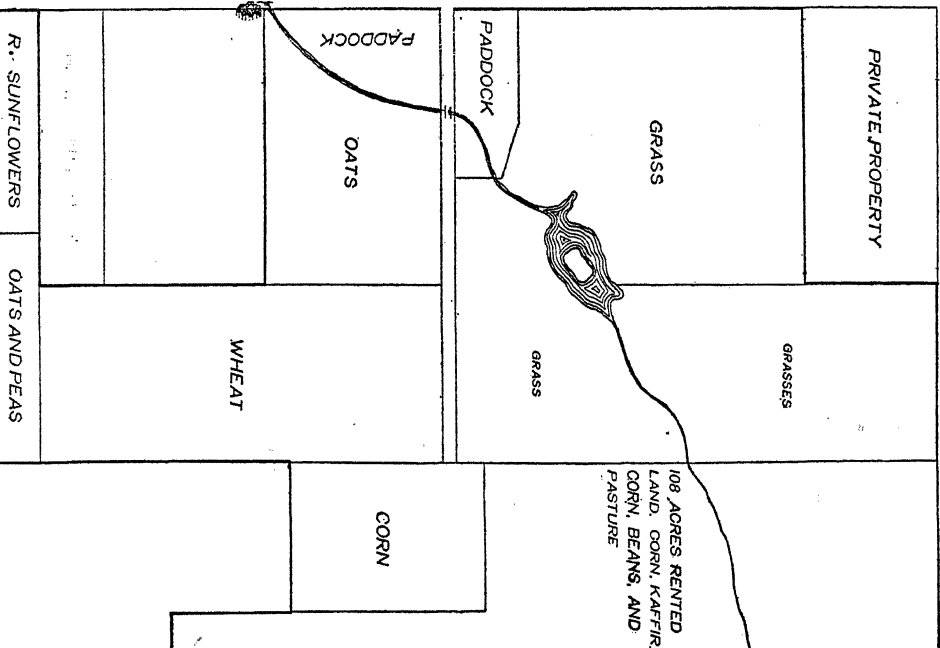 PRIVATE PROPERTY
GRASSES
108 ACRES RENTED
LAND. CORN. KAFFIR.
CORN. BEANS, AND
PASTURE
GRASS
GRASS
PADDOCK
CORN
PADDOCK
OATS
WHEAT
R. SUNFLOWERS
OATS AND PEAS